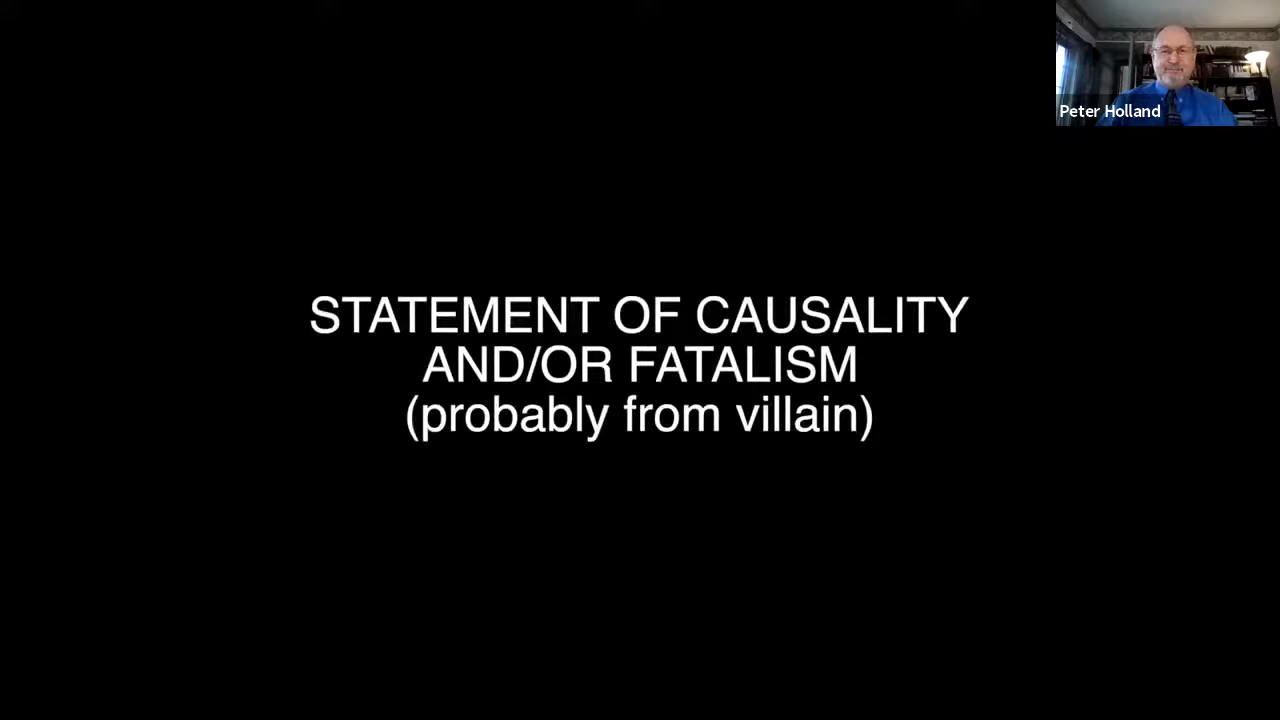 Peter Holland
STATEMENT OF CAUSALITY
AND/OR FATALISM
(probably from villain)